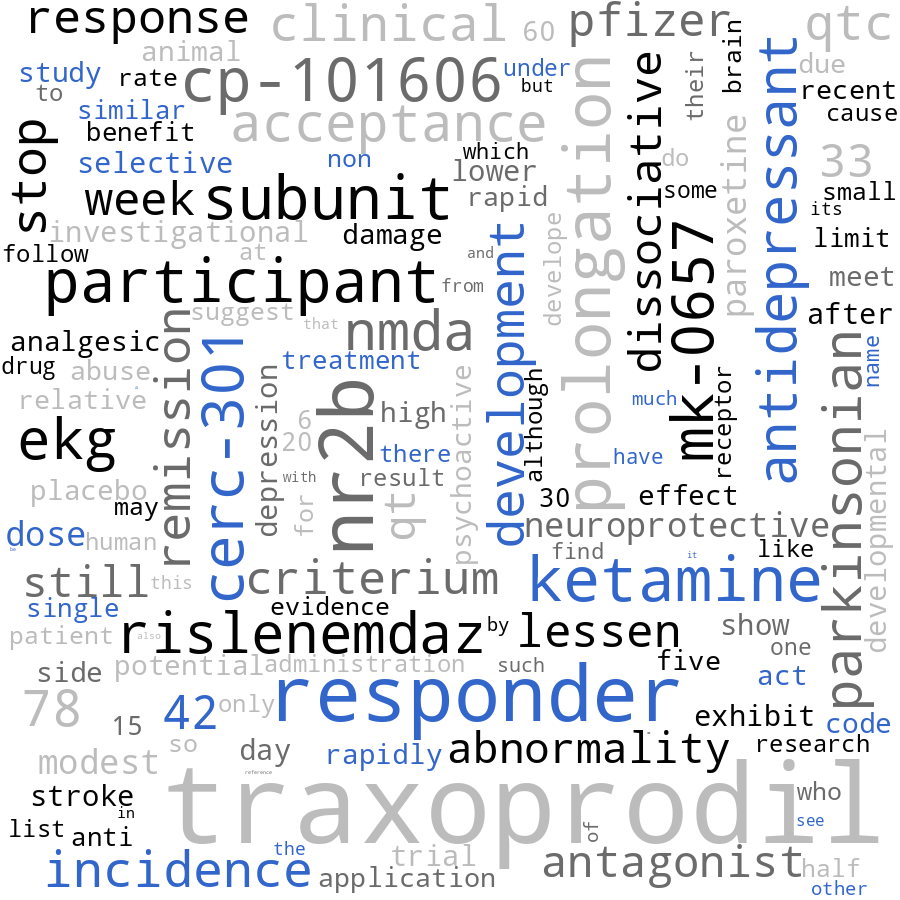 response
clinical
60
pfizer
qtc
animal
brain
study
rate
cp-101606
under
their
due
to
but
recent
similar
cause
benefit
acceptance
prolongation
dissociative
antidepressant
stop
selective
non
which
do
33
lower
paroxetine
week
subunit
rapid
some
small
its
investigational
damage
limit
follow
at
and
develope
mk-0657
participant
from
development
meet
suggest
that
nmda
after
analgesic
remission
cerc-301
treatment
parkinsonian
name
drug
abuse
depression
psychoactive
although
receptor
relative
nr2b
high
much
ekg
6
20
there
have
developmental
placebo
with
result
may
for
qt
30
effect
dose
human
neuroprotective
be
find
it
like
still
this
criterium
ketamine
single
evidence
patient
also
rislenemdaz
by
lessen
show
one
side
potential
administration
such
five
act
78
15
42
only
responder
exhibit
code
so
day
rapidly
abnormality
research
modest
reference
traxoprodil
stroke
who
in
list
anti
of
see
the
incidence
trial
antagonist
half
application
other